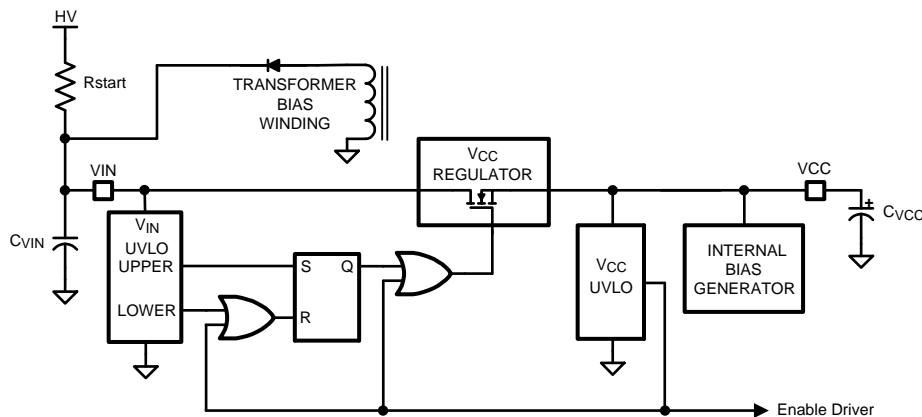 HV
Rstart
TRANSFORMER
BIAS
WINDING
VCC
REGULATOR
VIN
VCC
CVIN
CVCC
VIN
UVLO
UPPER
LOWER
S
Q
R
VCC
UVLO
INTERNAL
BIAS
GENERATOR
+
Enable Driver